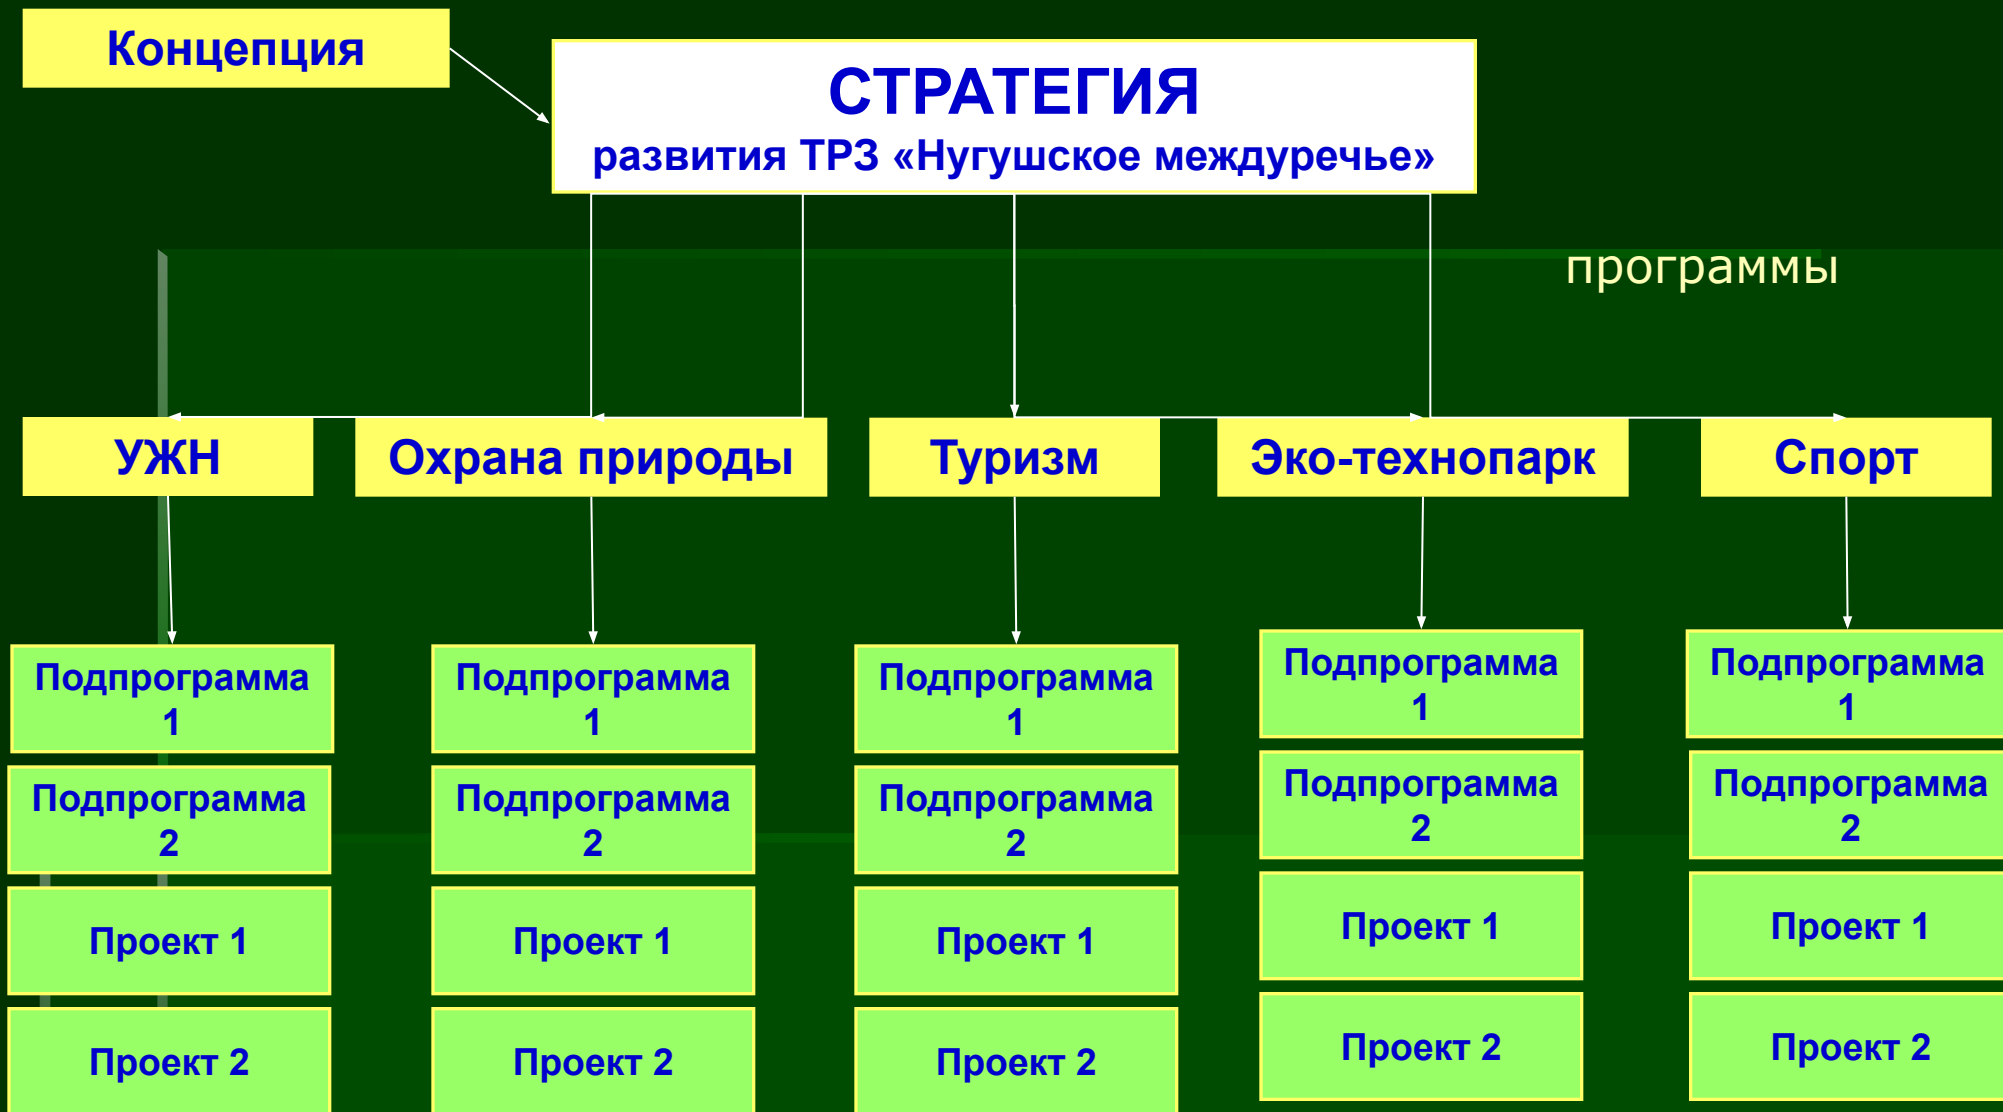 Концепция
СТРАТЕГИЯ
развития ТРЗ «Нугушское междуречье»
программы
УЖН
Охрана природы
Туризм
Эко-технопарк
Спорт
Подпрограмма
1
Подпрограмма
2
Проект 1
Проект 2
Подпрограмма
1
Подпрограмма
2
Проект 1
Проект 2
Подпрограмма
1
Подпрограмма
2
Проект 1
Проект 2
Подпрограмма
1
Подпрограмма
2
Проект 1
Проект 2
Подпрограмма
1
Подпрограмма
2
Проект 1
Проект 2